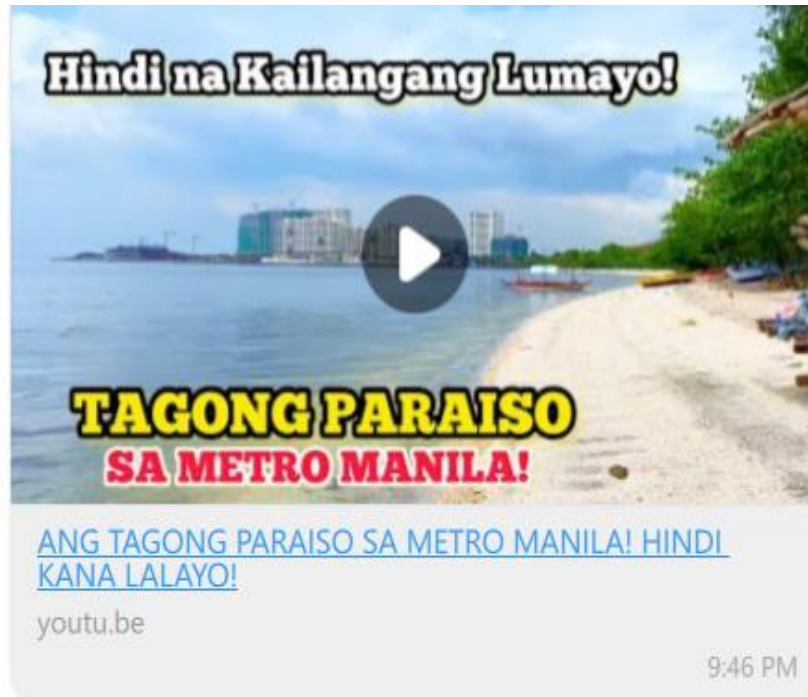 Hindi na Kailangang Lumayo!
TAGONG PARAISO
SA METRO MANILA!
ANG TAGONG PARAISO SA METRO MANILA! HINDI
KANA LALAYO!
youtu.be
9:46 PM